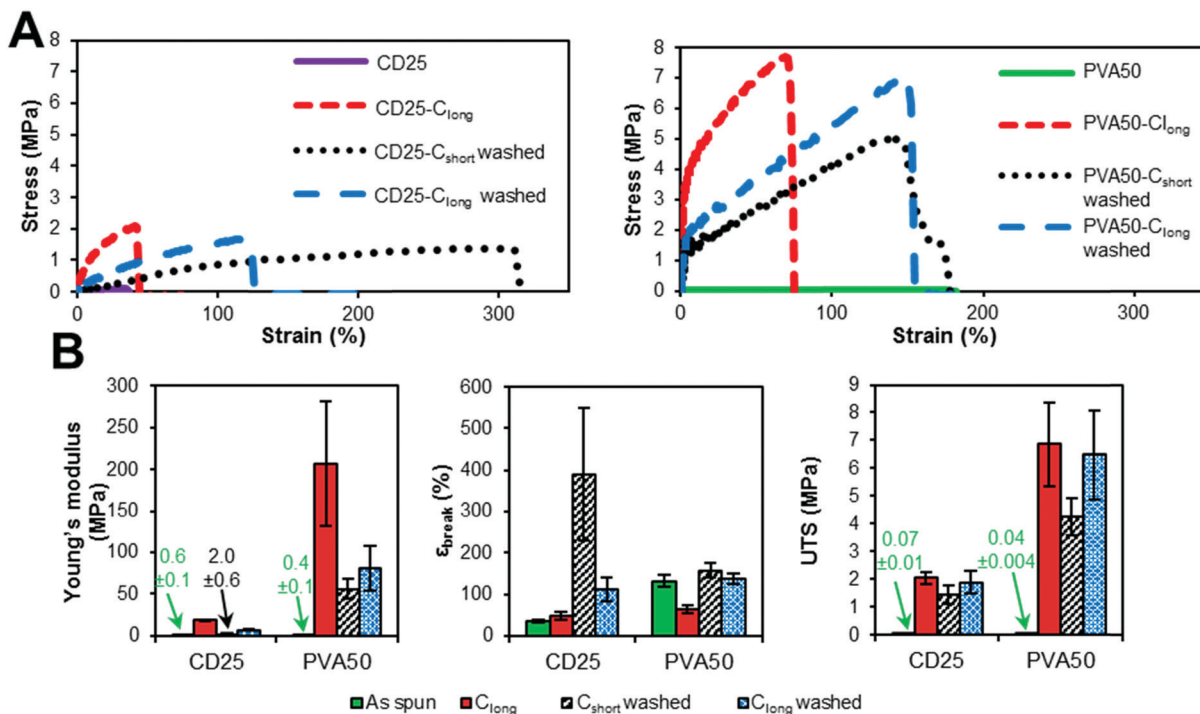 A
8
7
6
5
4
3
2
1
0
Stress (MPa)
0
100
200
300
Strain (%)
CD25
CD25-Clong
CD25-Cshort washed
CD25-Clong washed
8
7
6
5
4
3
2
1
0
Stress (MPa)
0
100
200
300
Strain (%)
PVA50
PVA50-Clong
PVA50-Cshort
washed
PVA50-Clong
washed
B
300
250
200
150
100
50
0
Young's modulus
(MPa)
0.6
±0.1
2.0
±0.6
0.4
±0.1
CD25
PVA50
600
500
400
300
200
100
0
εbreak
(%)
CD25
PVA50
9
8
7
6
5
4
3
2
1
0
UTS (MPa)
0.07
±0.01
0.04
±0.004
CD25
PVA50
As spun
Clong
Cshort washed
Clong washed